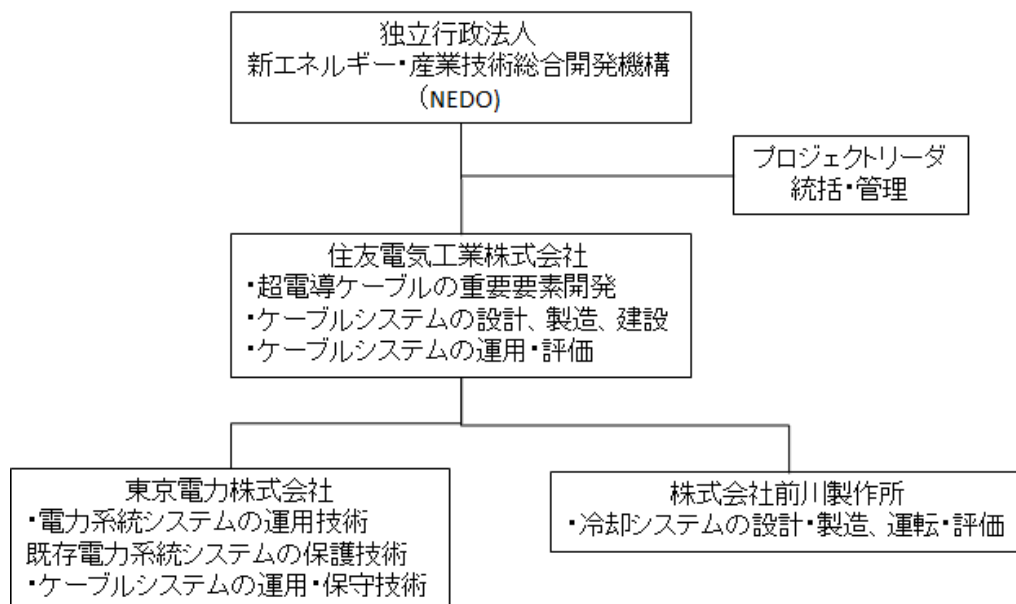 独立行政法人
新エネルギー・産業技術総合開発機構
（NEDO)
プロジェクトリーダ
統括・管理
住友電気工業株式会社
・超電導ケーブルの重要要素開発
・ケーブルシステムの設計、製造、建設
・ケーブルシステムの運用・評価
東京電力株式会社
・電力系統システムの運用技術
既存電力系統システムの保護技術
・ケーブルシステムの運用・保守技術
株式会社前川製作所
・冷却システムの設計・製造、運転・評価